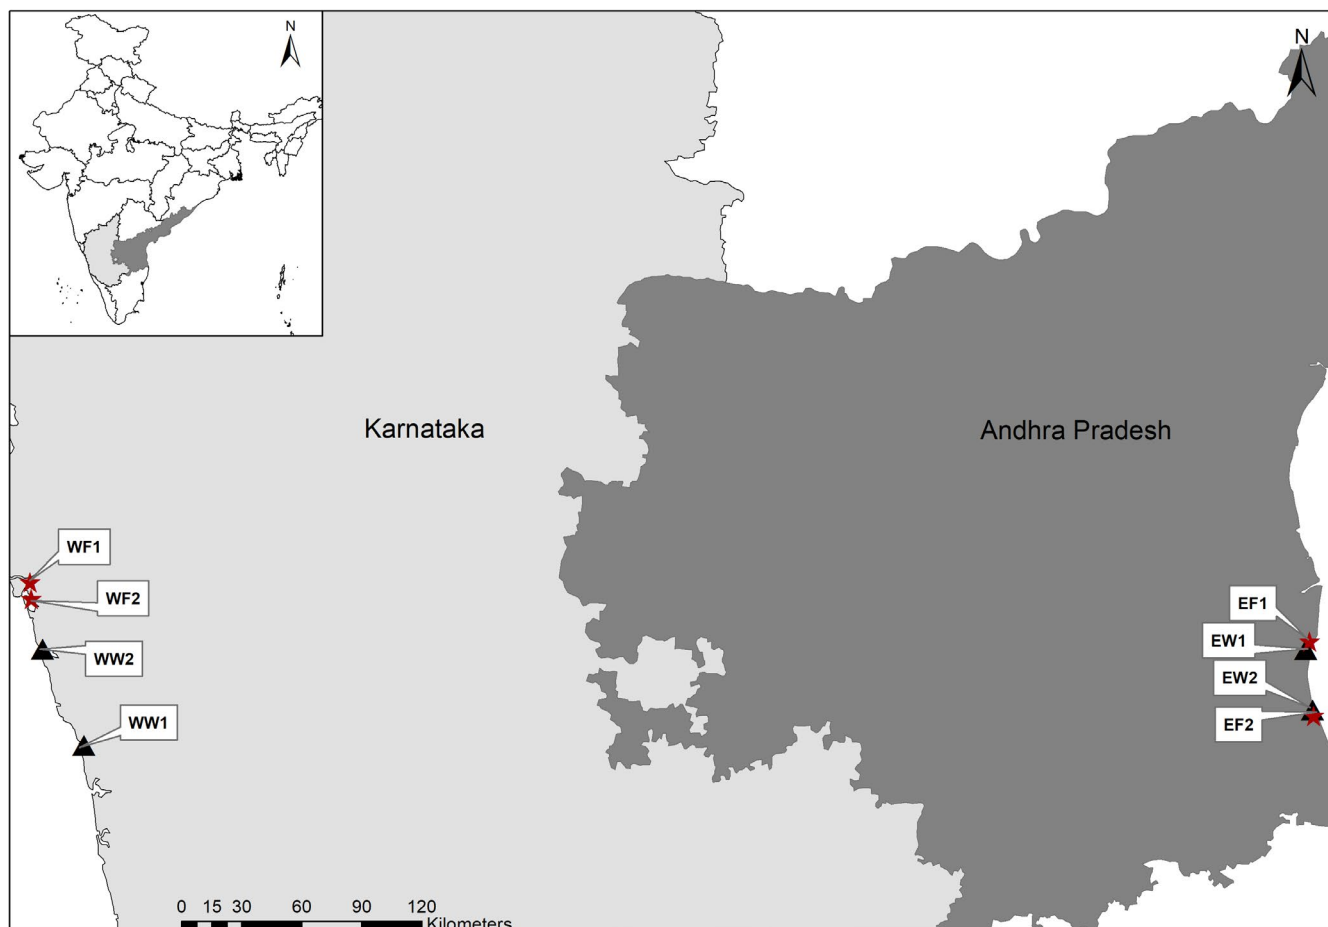 N
N
Karnataka
Andhra Pradesh
WF1
WF2
WW2
WW1
EF1
EW1
EW2
EF2
0 15 30 60 90 120
Kilometers